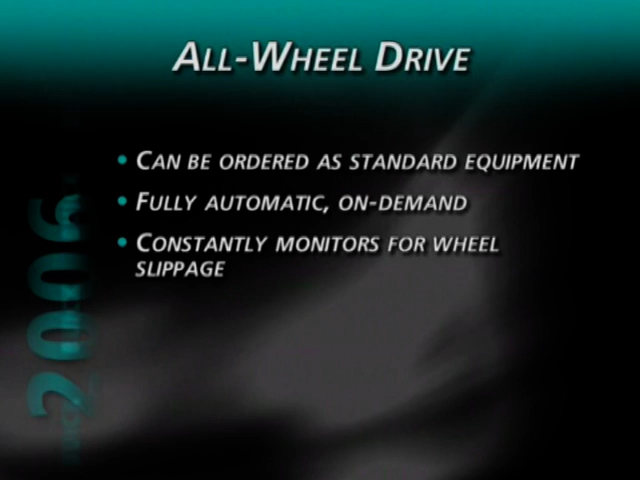 ALL-WHEEL DRIVE
• CAN BE ORDERED AS STANDARD EQUIPMENT
• FULLY AUTOMATIC, ON-DEMAND
• CONSTANTLY MONITORS FOR WHEEL
SLIPPAGE
2006